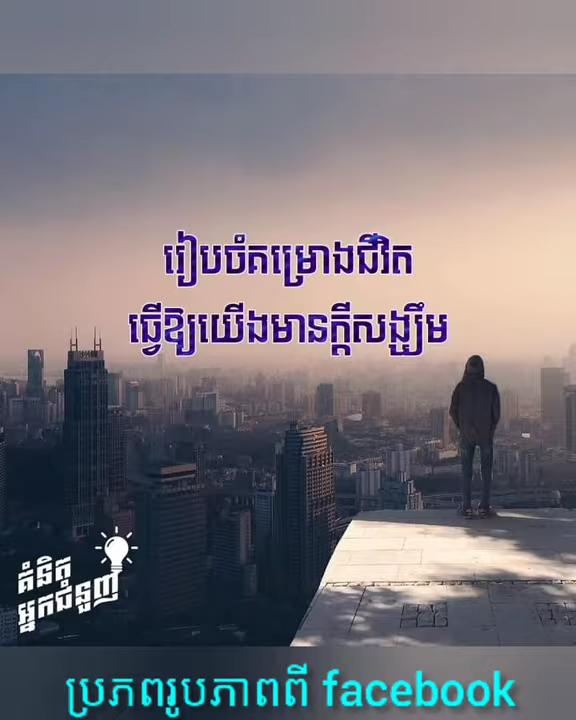 រៀបចំគម្រោងជីវិត
ធ្វើឱ្យយើងមានក្ដីសង្ឃឹម
គំនិត
អ្នកជំនួញ
ប្រភពរូបភាពពី facebook